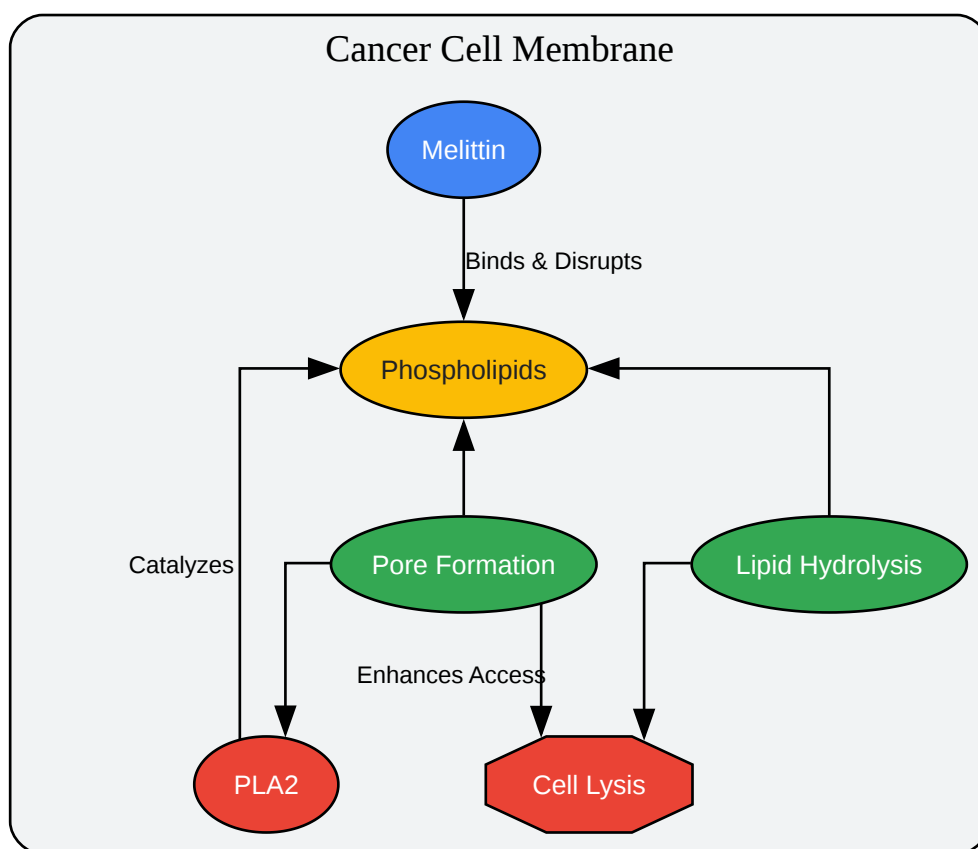 Cancer Cell Membrane
Melittin
Binds & Disrupts
Phospholipids
Catalyzes
Pore Formation
Lipid Hydrolysis
Enhances Access
PLA2
Cell Lysis